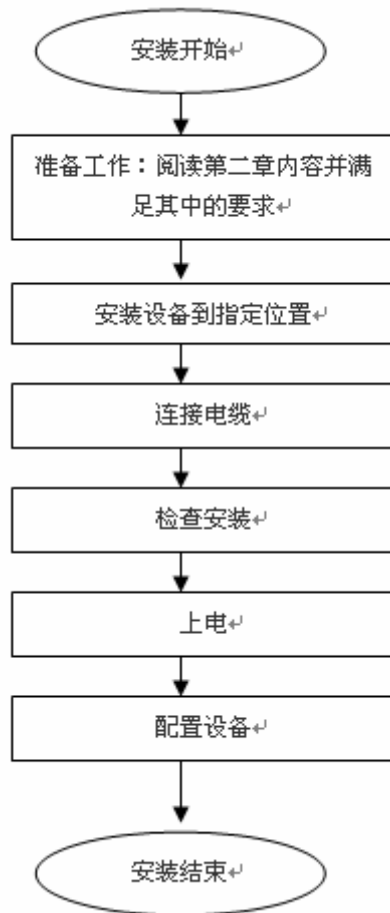 安装开始↵
准备工作：阅读第二章内容并满
足其中的要求↵
安装设备到指定位置↵
连接电缆↵
检查安装↵
上电↵
配置设备↵
安装结束↵